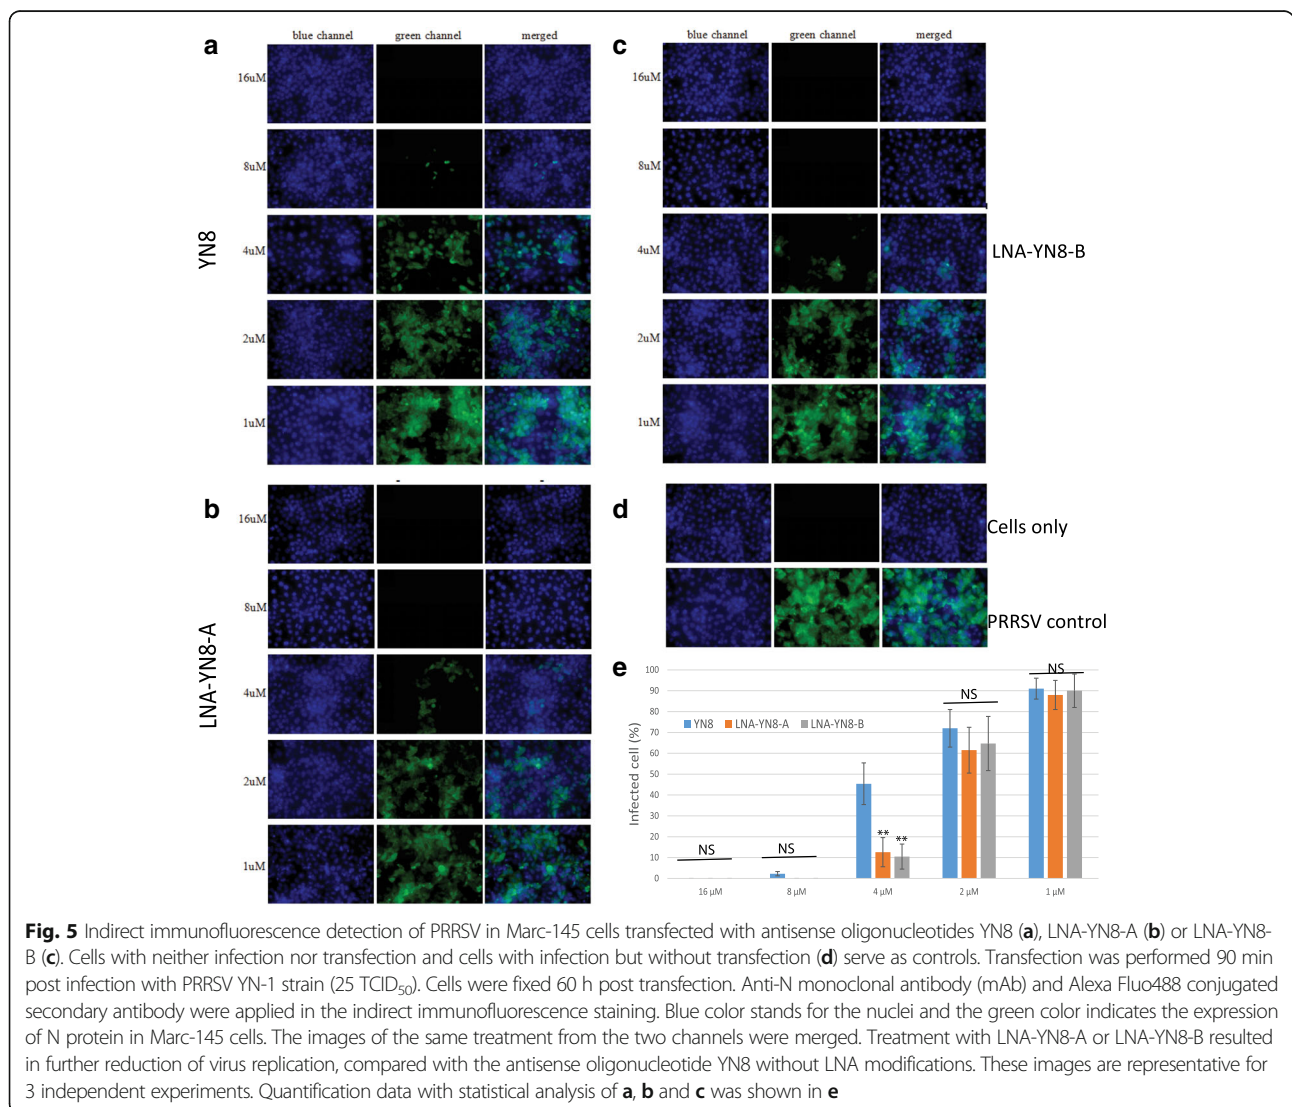 a
blue channel green channel merged
16uM
8uM
4uM
2uM
1uM
YN8
b
16uM
8uM
4uM
2uM
1uM
LNA-YN8-A
c
blue channel green channel merged
16uM
8uM
4uM
2uM
1uM
LNA-YN8-B
d
Cells only
PRRSV control
e
Infected cell (%)
100
90
80
70
60
50
40
30
20
10
0
YN8 LNA-YN8-A LNA-YN8-B
NS NS ** ** NS NS
16 µM 8 µM 4 µM 2 µM 1 µM
Fig. 5 Indirect immunofluorescence detection of PRRSV in Marc-145 cells transfected with antisense oligonucleotides YN8 (a), LNA-YN8-A (b) or LNA-YN8-
B (c). Cells with neither infection nor transfection and cells with infection but without transfection (d) serve as controls. Transfection was performed 90 min
post infection with PRRSV YN-1 strain (25 TCID50). Cells were fixed 60 h post transfection. Anti-N monoclonal antibody (mAb) and Alexa Fluo488 conjugated
secondary antibody were applied in the indirect immunofluorescence staining. Blue color stands for the nuclei and the green color indicates the expression
of N protein in Marc-145 cells. The images of the same treatment from the two channels were merged. Treatment with LNA-YN8-A or LNA-YN8-B resulted
in further reduction of virus replication, compared with the antisense oligonucleotide YN8 without LNA modifications. These images are representative for
3 independent experiments. Quantification data with statistical analysis of a, b and c was shown in e